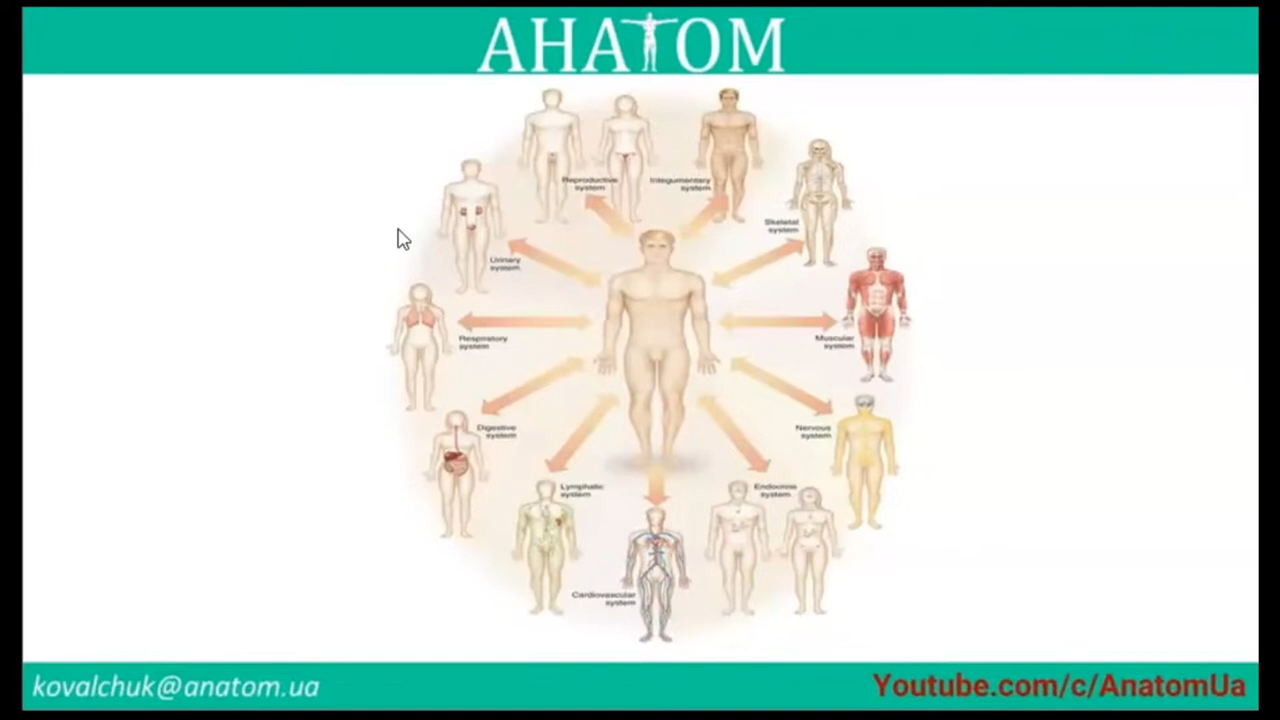 АНАТОМ
Reproductive
system
Integumentary
system
Skeletal
system
Urinary
system
Respiratory
system
Muscular
system
Digestive
system
Nervous
system
Lymphatic
system
Endocrine
system
Cardiovascular
system
kovalchuk@anatom.ua
Youtube.com/c/AnatomUa